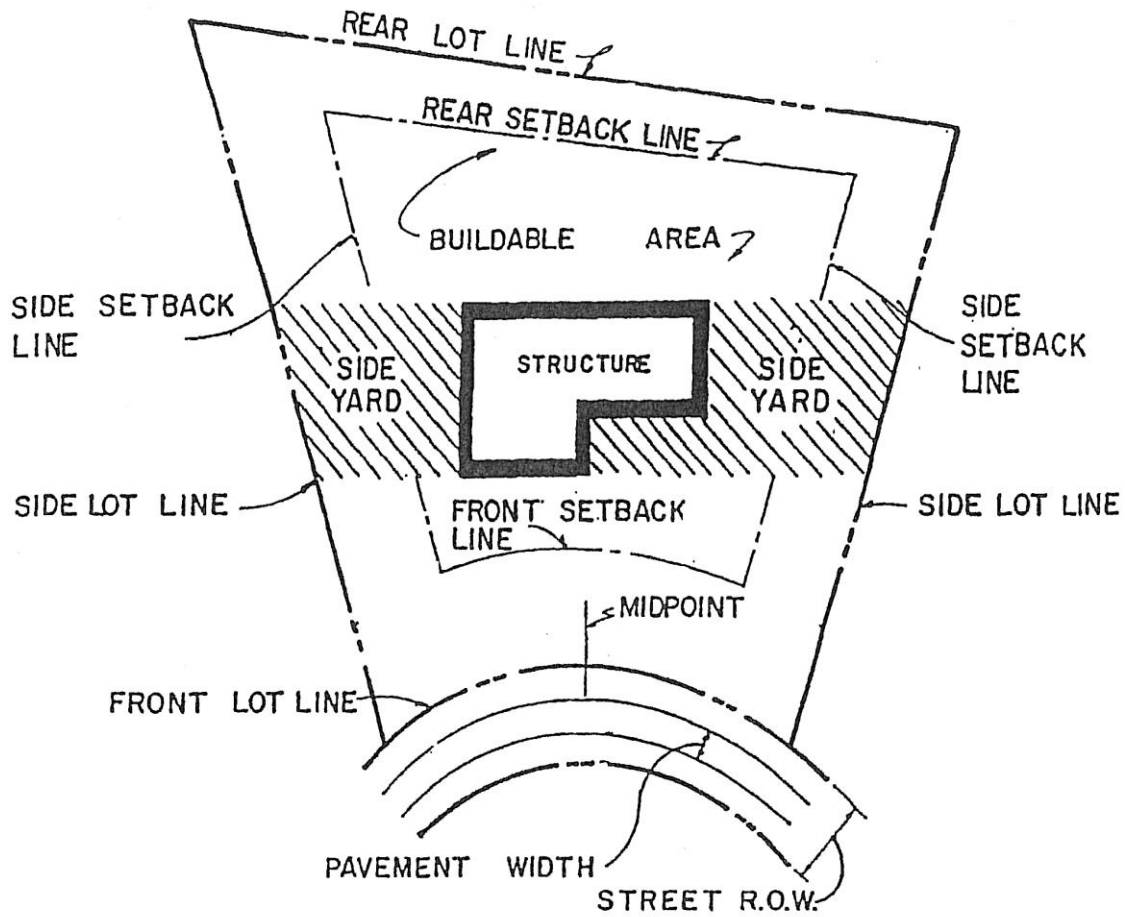 REAR LOT LINE
REAR SETBACK LINE
BUILDABLE AREA
SIDE SETBACK
LINE
SIDE
SETBACK
LINE
STRUCTURE
SIDE
YARD
SIDE
YARD
SIDE LOT LINE
FRONT SETBACK
LINE
SIDE LOT LINE
MIDPOINT
FRONT LOT LINE
PAVEMENT WIDTH
STREET R.O.W.